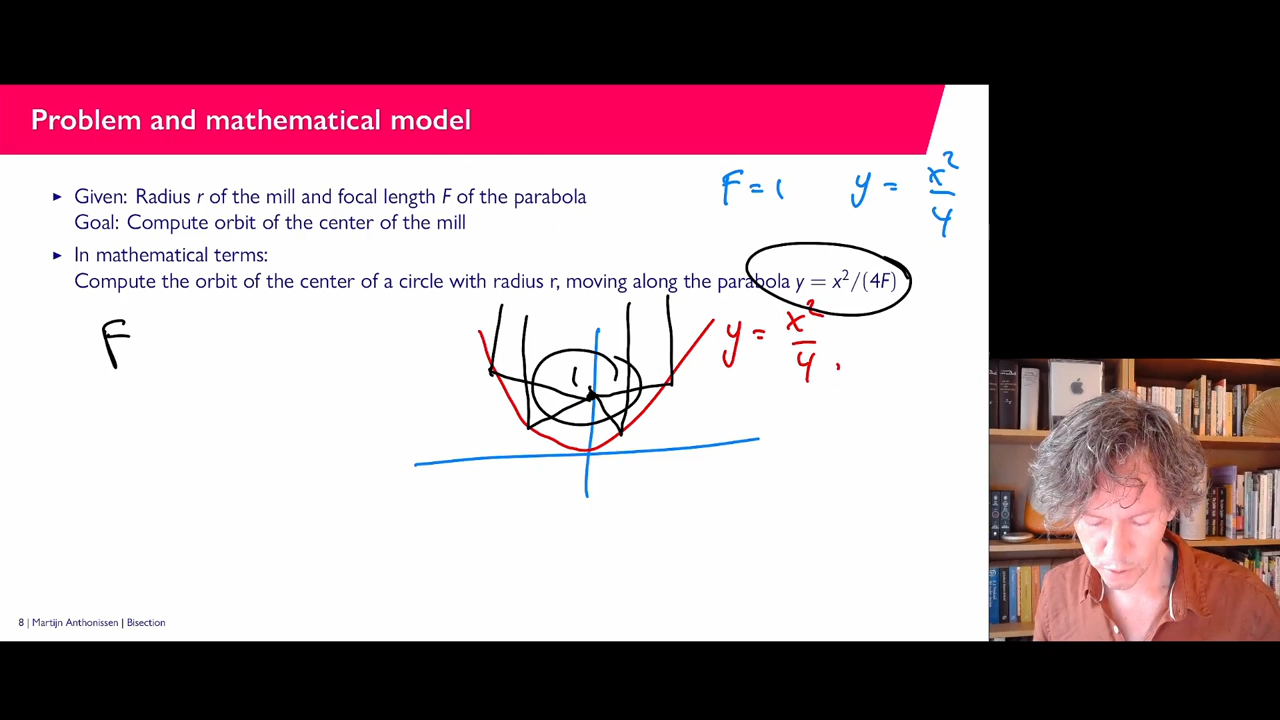 Problem and mathematical model
▸ Given: Radius r of the mill and focal length F of the parabola
Goal: Compute orbit of the center of the mill
F = 1 y = x²/4
▸ In mathematical terms:
Compute the orbit of the center of a circle with radius r, moving along the parabola y = x²/(4F)
F
y = x²/4 .
8 | Martijn Anthonissen | Bisection